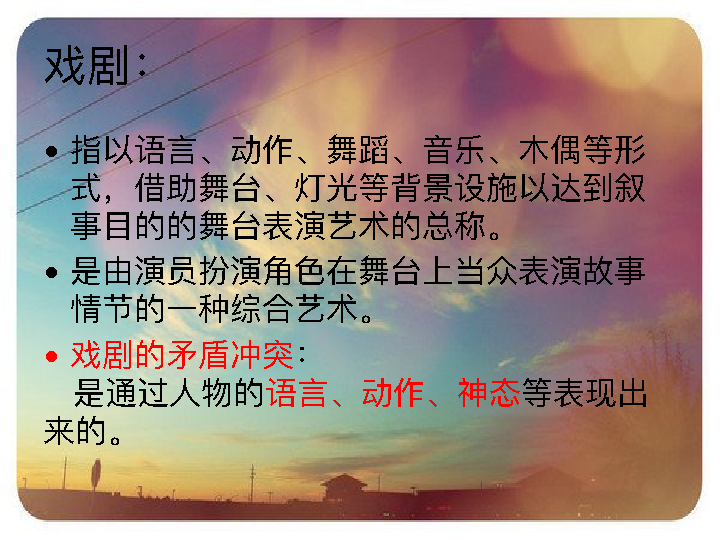 戏剧：
• 指以语言、动作、舞蹈、音乐、木偶等形
式，借助舞台、灯光等背景设施以达到叙
事目的的舞台表演艺术的总称。
• 是由演员扮演角色在舞台上当众表演故事
情节的一种综合艺术。
• 戏剧的矛盾冲突：
是通过人物的语言、动作、神态等表现出
来的。